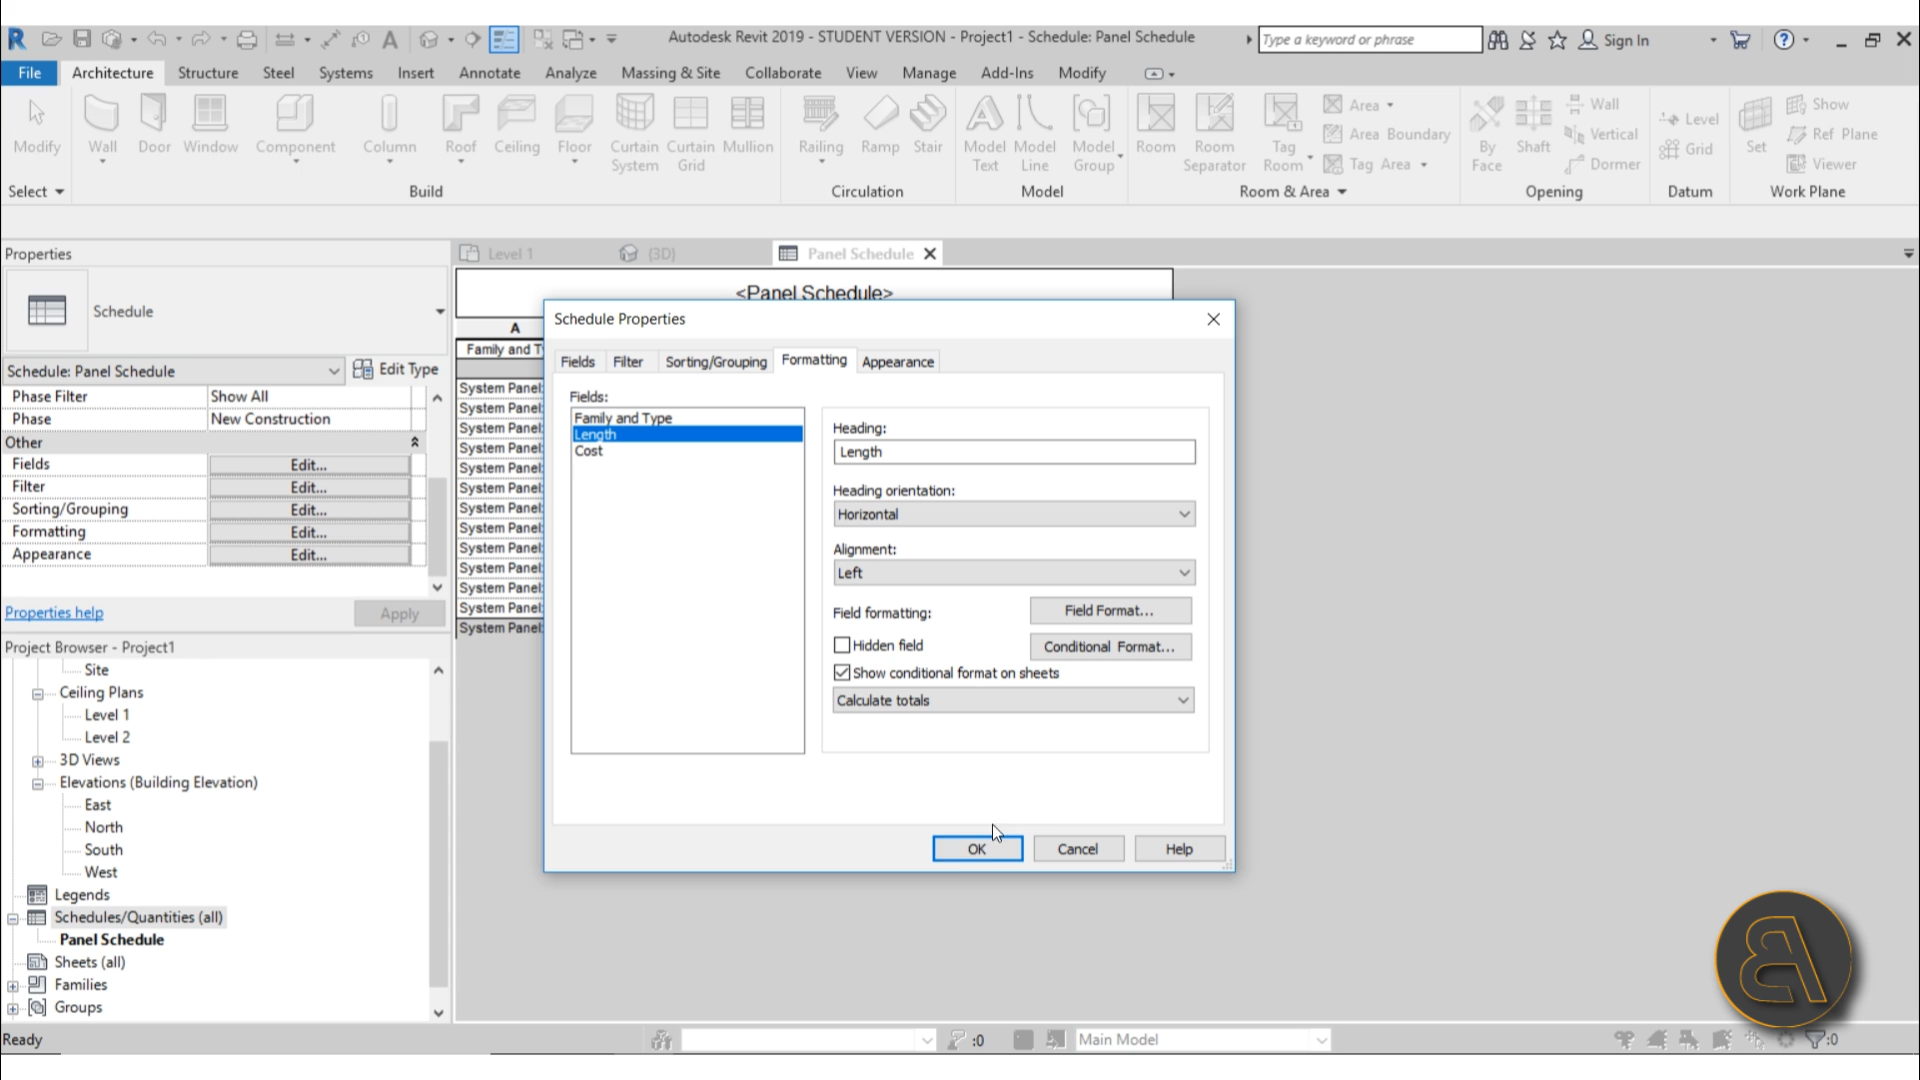 Autodesk Revit 2019 - STUDENT VERSION - Project1 - Schedule: Panel Schedule
Type a keyword or phrase
Sign In
File Architecture Structure Steel Systems Insert Annotate Analyze Massing & Site Collaborate View Manage Add-Ins Modify
Modify
Wall
Door
Window
Component
Column
Roof
Ceiling
Floor
Curtain System
Curtain Grid
Mullion
Railing
Ramp
Stair
Model Text
Model Line
Model Group
Room
Room Separator
Tag Room
Area
Area Boundary
Tag Area
By Face
Shaft
Wall
Vertical
Dormer
Level
Grid
Set
Show
Ref Plane
Viewer
Select
Build
Circulation
Model
Room & Area
Opening
Datum
Work Plane
Properties
Level 1
{3D}
Panel Schedule
Schedule
Schedule: Panel Schedule
Edit Type
Phase Filter Show All
Phase New Construction
Other
Fields Edit...
Filter Edit...
Sorting/Grouping Edit...
Formatting Edit...
Appearance Edit...
Properties help
Apply
Project Browser - Project1
Site
Ceiling Plans
Level 1
Level 2
3D Views
Elevations (Building Elevation)
East
North
South
West
Legends
Schedules/Quantities (all)
Panel Schedule
Sheets (all)
Families
Groups
<Panel Schedule>
A
Family and T
System Panel:
System Panel:
System Panel:
System Panel:
System Panel:
System Panel:
System Panel:
System Panel:
System Panel:
System Panel:
System Panel:
System Panel:
System Panel:
Schedule Properties
Fields Filter Sorting/Grouping Formatting Appearance
Fields:
Family and Type
Length
Cost
Heading:
Length
Heading orientation:
Horizontal
Alignment:
Left
Field formatting:
Field Format...
Hidden field
Conditional Format...
Show conditional format on sheets
Calculate totals
OK
Cancel
Help
Ready
:0
Main Model
:0